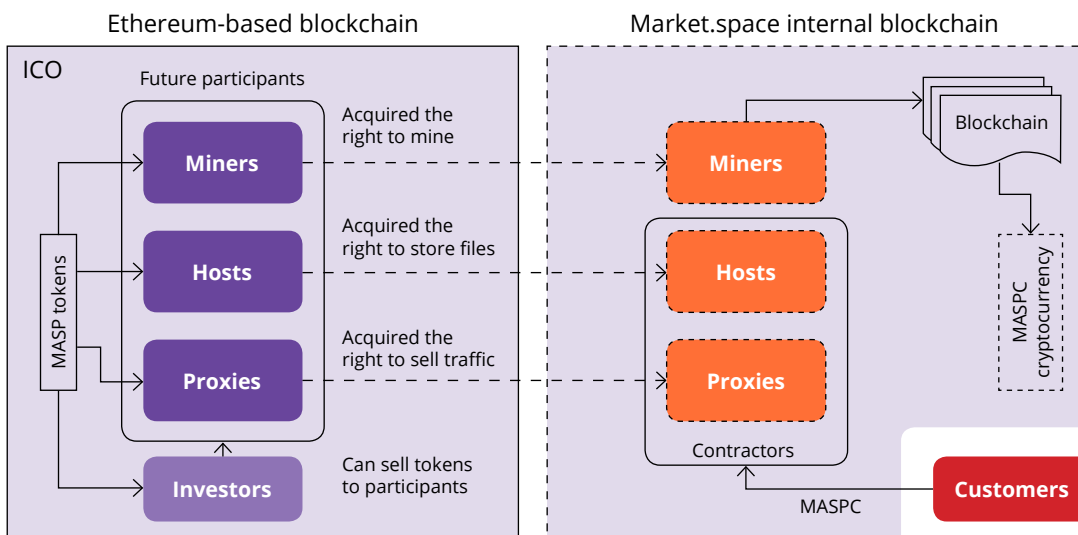 Ethereum-based blockchain
ICO
Future participants
MASP tokens
Miners
Acquired the
right to mine
Hosts
Acquired the
right to store files
Proxies
Acquired the
right to sell traffic
Investors
Can sell tokens
to participants
Market.space internal blockchain
Miners
Blockchain
Hosts
Proxies
Contractors
MASPC
cryptocurrency
MASPC
Customers